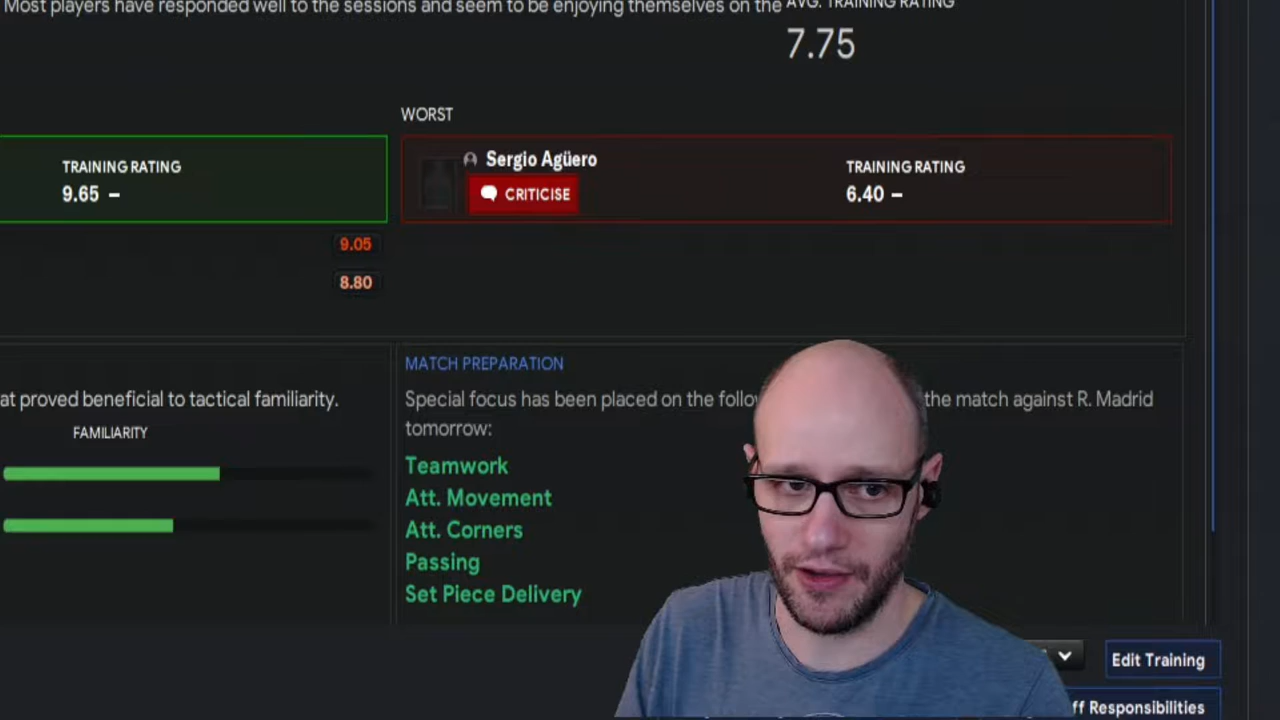 Most players have responded well to the sessions and seem to be enjoying themselves on the
AVG. TRAINING RATING
7.75
WORST
TRAINING RATING
9.65 –
Sergio Agüero
CRITICISE
TRAINING RATING
6.40 –
9.05
8.80
at proved beneficial to tactical familiarity.
FAMILIARITY
MATCH PREPARATION
Special focus has been placed on the follow the match against R. Madrid
tomorrow:
Teamwork
Att. Movement
Att. Corners
Passing
Set Piece Delivery
Edit Training
ff Responsibilities